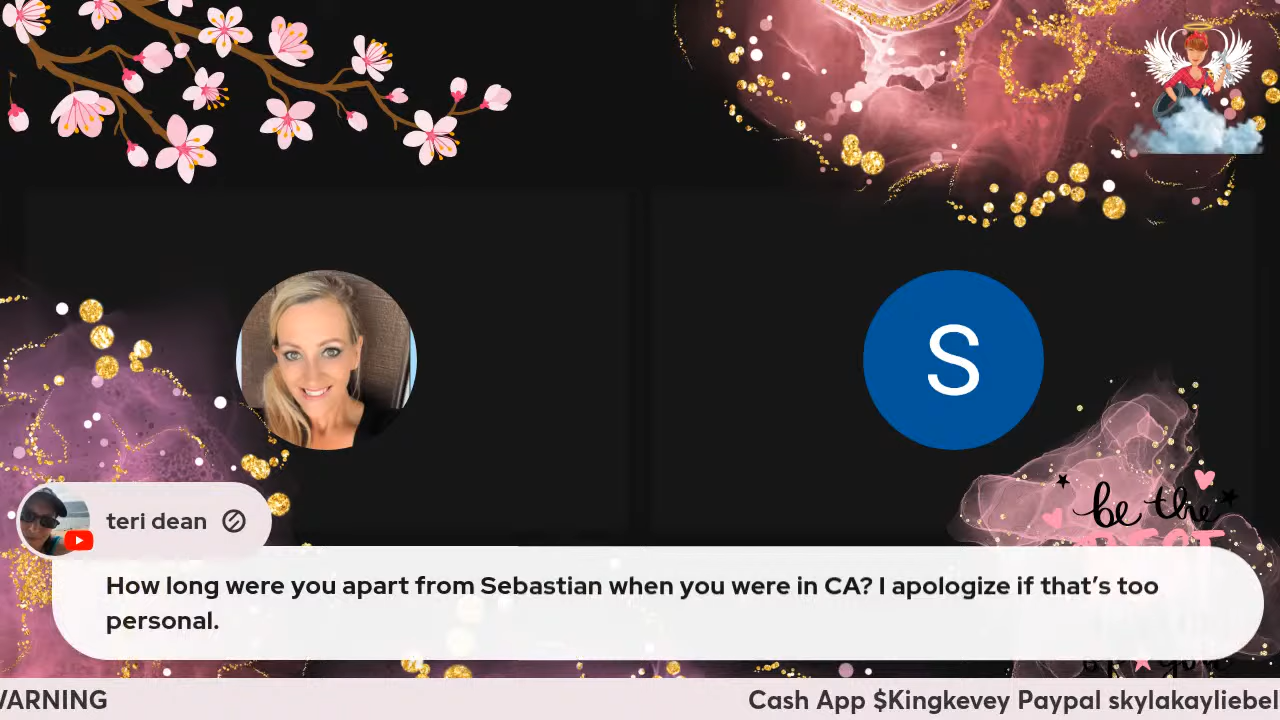 S
be the
teri dean
How long were you apart from Sebastian when you were in CA? I apologize if that’s too
personal.
WARNING
Cash App $Kingkevey Paypal skylakayliebel